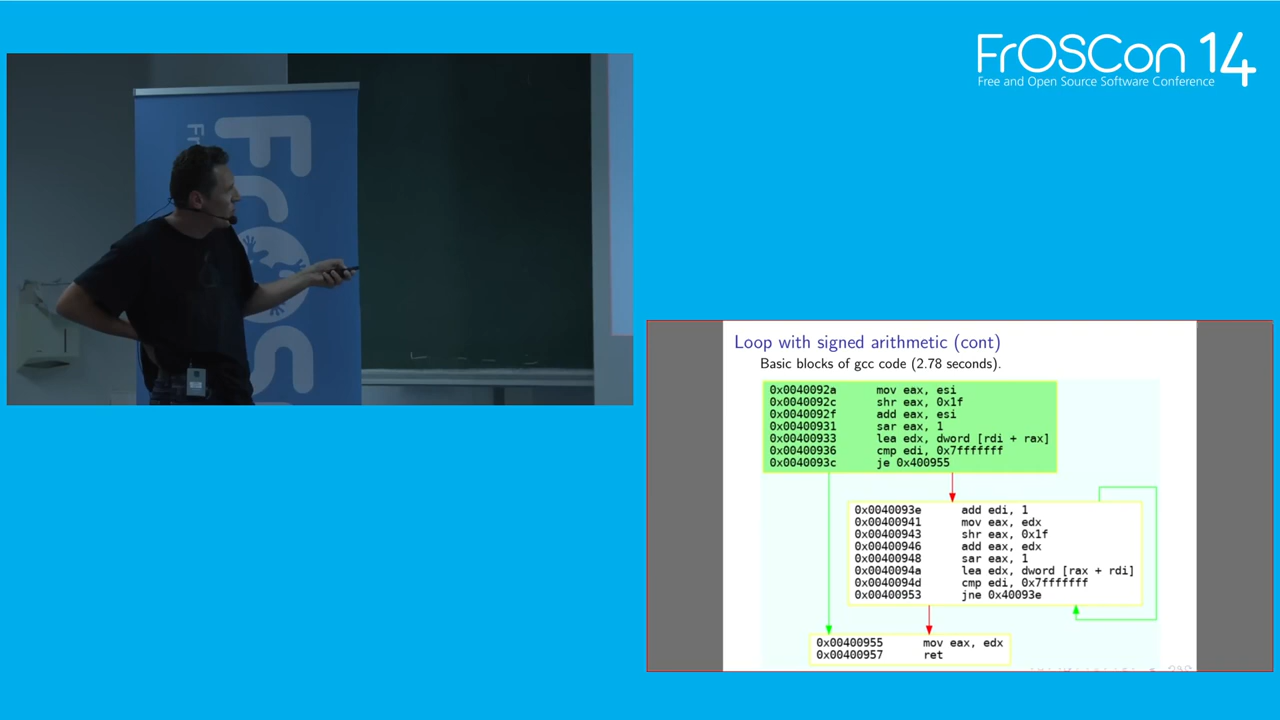 FrOSCon 14
Free and Open Source Software Conference
FrOSC
Loop with signed arithmetic (cont)
Basic blocks of gcc code (2.78 seconds).
0x0040092a mov eax, esi
0x0040092c shr eax, 0x1f
0x0040092f add eax, esi
0x00400931 sar eax, 1
0x00400933 lea edx, dword [rdi + rax]
0x00400936 cmp edi, 0x7fffffff
0x0040093c je 0x400955
0x0040093e add edi, 1
0x00400941 mov eax, edx
0x00400943 shr eax, 0x1f
0x00400946 add eax, edx
0x00400948 sar eax, 1
0x0040094a lea edx, dword [rax + rdi]
0x0040094d cmp edi, 0x7fffffff
0x00400953 jne 0x40093e
0x00400955 mov eax, edx
0x00400957 ret